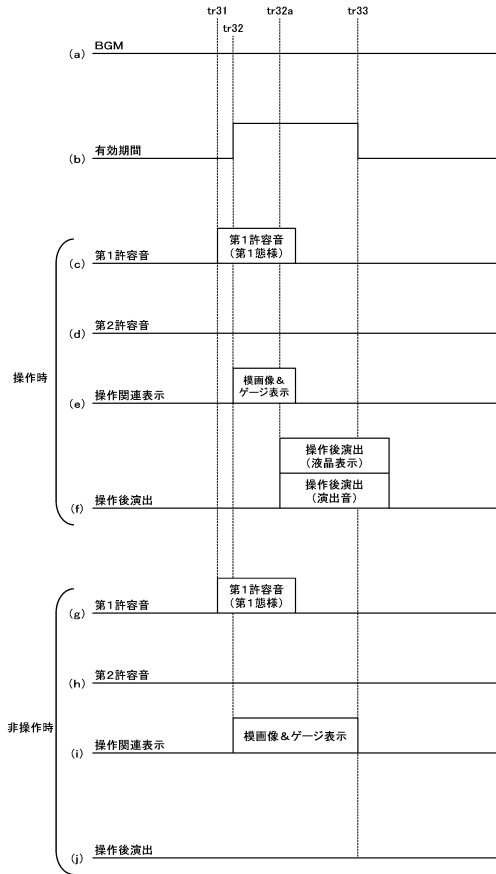 tr31 tr32a tr33
tr32
BGM
(a)
有効期間
(b)
第1許容音
(第1態様)
第1許容音
(c)
第2許容音
(d)
操作時
模画像&
ゲージ表示
操作関連表示
(e)
操作後演出
(液晶表示)
操作後演出
(演出音)
操作後演出
(f)
第1許容音
(第1態様)
第1許容音
(g)
第2許容音
(h)
非操作時
模画像&ゲージ表示
操作関連表示
(i)
操作後演出
(j)